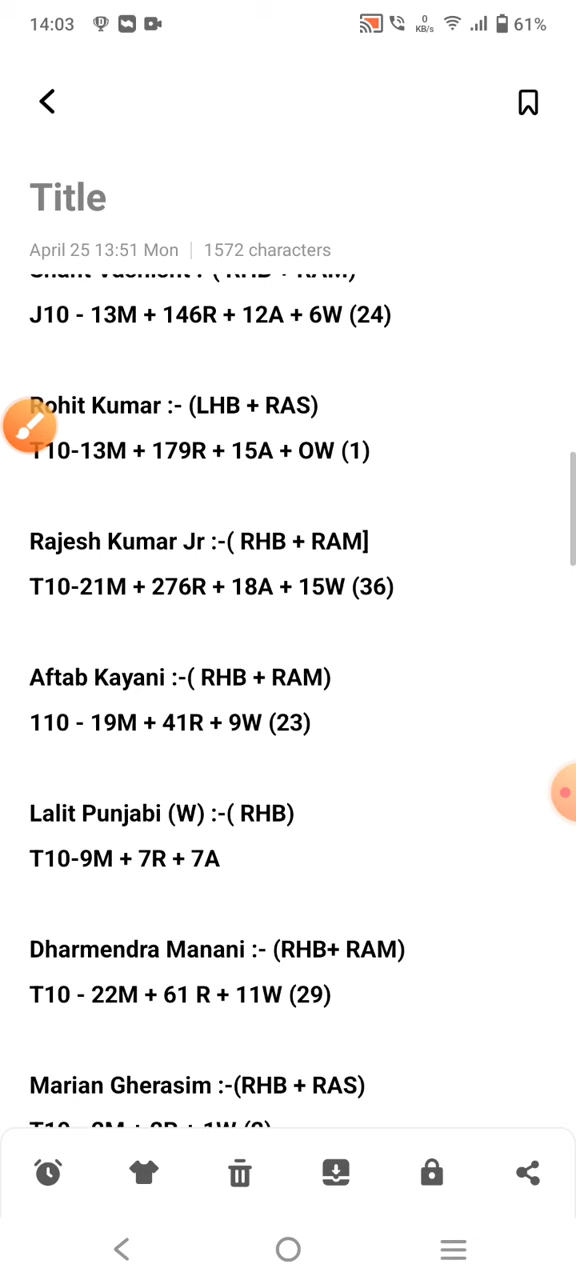 14:03
0
KB/s
61%
Title
April 25 13:51 Mon | 1572 characters
J10 - 13M + 146R + 12A + 6W (24)
Rohit Kumar :- (LHB + RAS)
T10-13M + 179R + 15A + OW (1)
Rajesh Kumar Jr :-( RHB + RAM]
T10-21M + 276R + 18A + 15W (36)
Aftab Kayani :-( RHB + RAM)
110 - 19M + 41R + 9W (23)
Lalit Punjabi (W) :-( RHB)
T10-9M + 7R + 7A
Dharmendra Manani :- (RHB+ RAM)
T10 - 22M + 61 R + 11W (29)
Marian Gherasim :-(RHB + RAS)